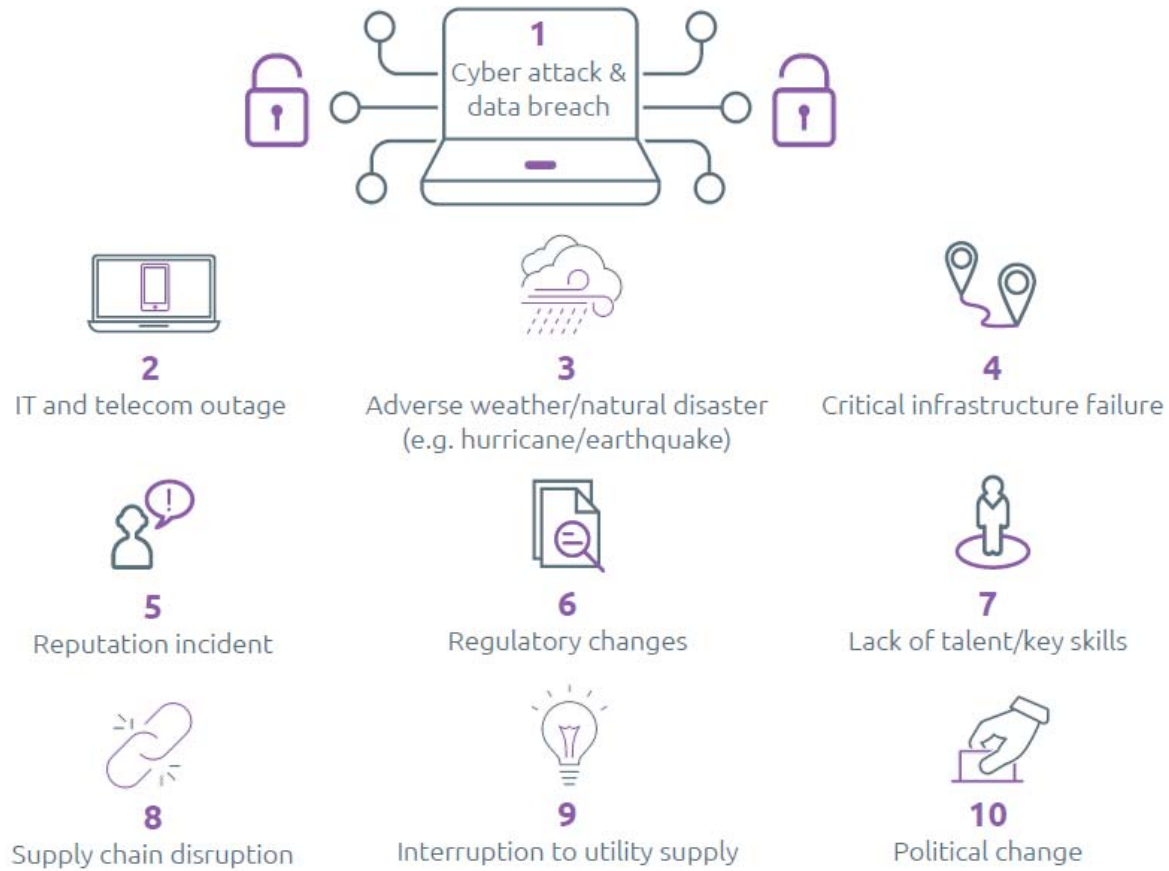 1
Cyber attack &
data breach
2
IT and telecom outage
3
Adverse weather/natural disaster
(e.g. hurricane/earthquake)
4
Critical infrastructure failure
5
Reputation incident
6
Regulatory changes
7
Lack of talent/key skills
8
Supply chain disruption
9
Interruption to utility supply
10
Political change